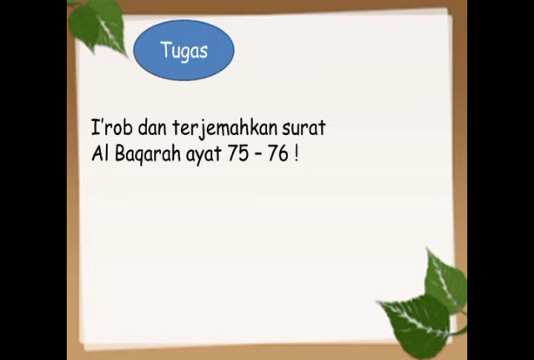 Tugas
I'rob dan terjemahkan surat
Al Baqarah ayat 75 – 76 !